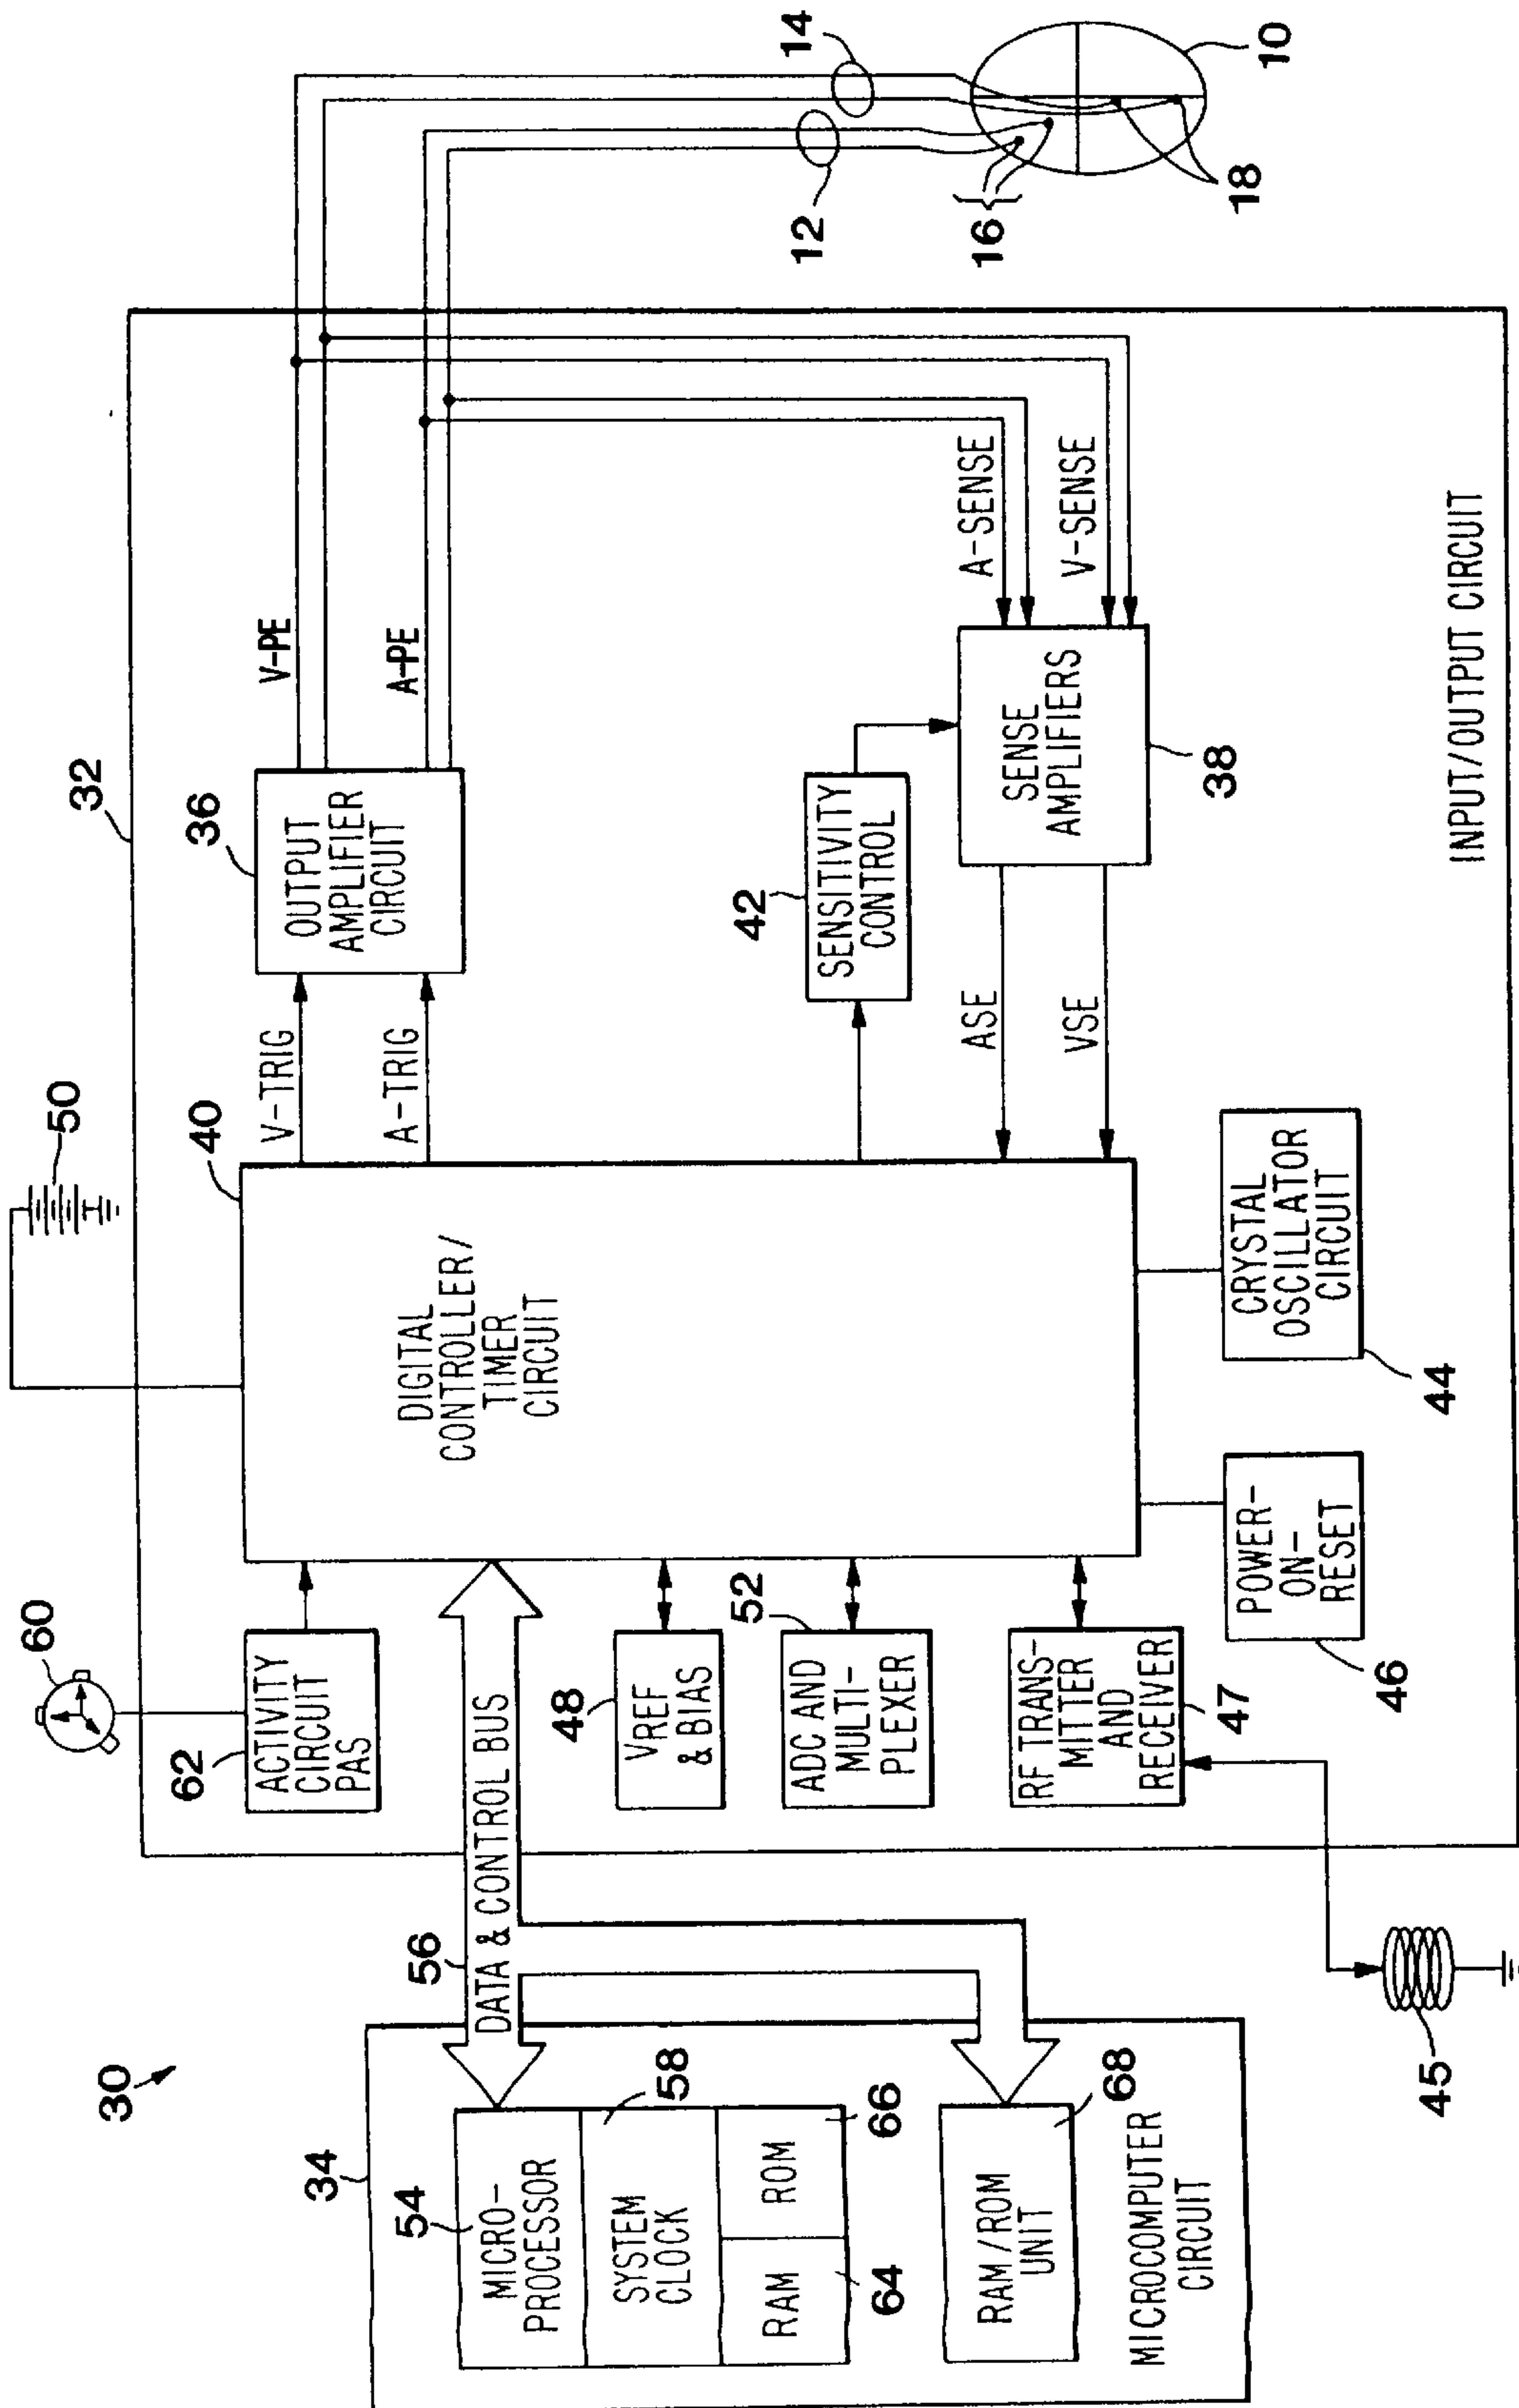 30
34
54
MICRO-
PROCESSOR
58
SYSTEM
CLOCK
RAM
ROM
64
66
RAM/ROM
UNIT
68
MICROCOMPUTER
CIRCUIT
56
DATA & CONTROL BUS
45
60
62
ACTIVITY
CIRCUIT
PAS
48
VREF
& BIAS
52
ADC AND
MULTI-
PLEXER
RF TRANS-
MITTER
AND
RECEIVER
47
POWER-
ON-
RESET
46
50
40
DIGITAL
CONTROLLER/
TIMER
CIRCUIT
CRYSTAL
OSCILLATOR
CIRCUIT
44
32
V-TRIG
A-TRIG
36
OUTPUT
AMPLIFIER
CIRCUIT
V-PE
A-PE
42
SENSITIVITY
CONTROL
ASE
VSE
SENSE
AMPLIFIERS
38
A-SENSE
V-SENSE
INPUT/OUTPUT CIRCUIT
14
12
16
18
10